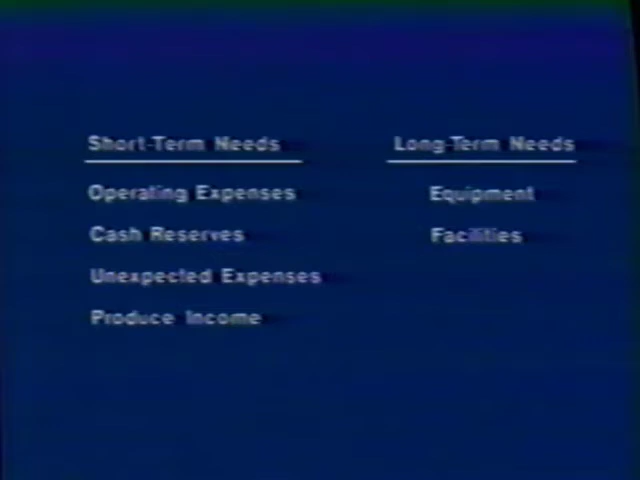 Short-Term Needs
Operating Expenses
Cash Reserves
Unexpected Expenses
Produce Income
Long-Term Needs
Equipment
Facilities